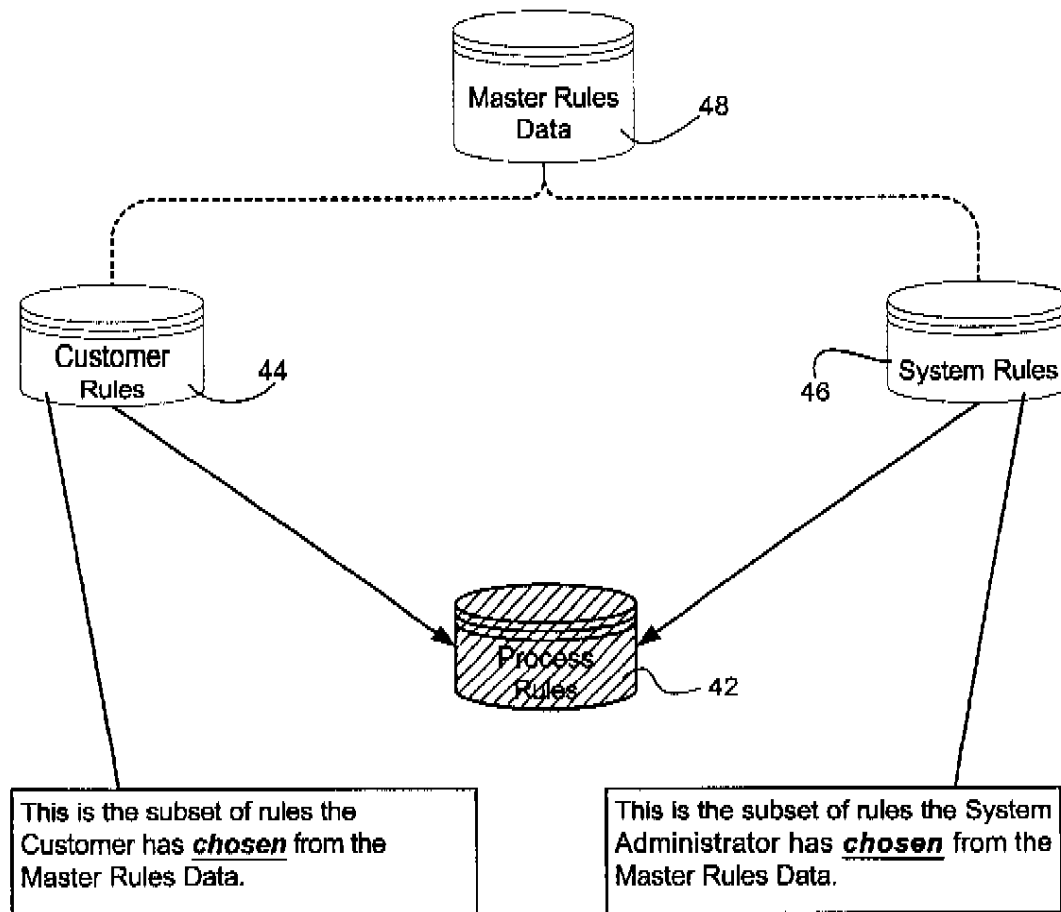 Master Rules
Data
48
Customer
Rules
44
System Rules
46
Process
Rules
42
This is the subset of rules the
Customer has chosen from the
Master Rules Data.
This is the subset of rules the System
Administrator has chosen from the
Master Rules Data.